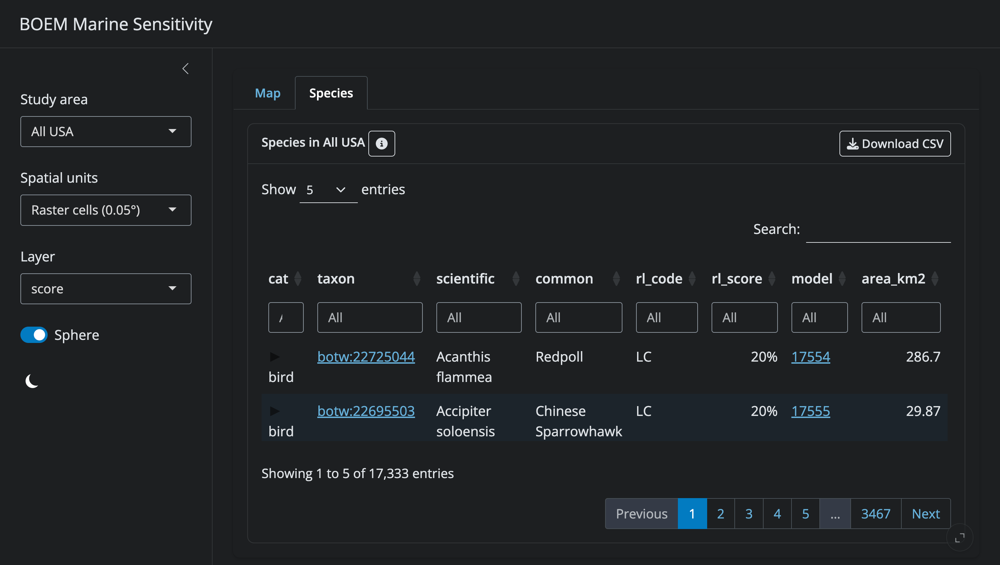 BOEM Marine Sensitivity
Study area
All USA
Spatial units
Raster cells (0.05°)
Layer
score
Sphere
Map Species
Species in All USA Download CSV
Show 5 entries
Search:
cat taxon scientific common rl_code rl_score model area_km2
All All All All All All All
botw:22725044 Acanthis Redpoll LC 20% 17554 286.7
bird flammea
botw:22695503 Accipiter Chinese LC 20% 17555 29.87
bird soloensis Sparrowhawk
Showing 1 to 5 of 17,333 entries
Previous 1 2 3 4 5 ... 3467 Next